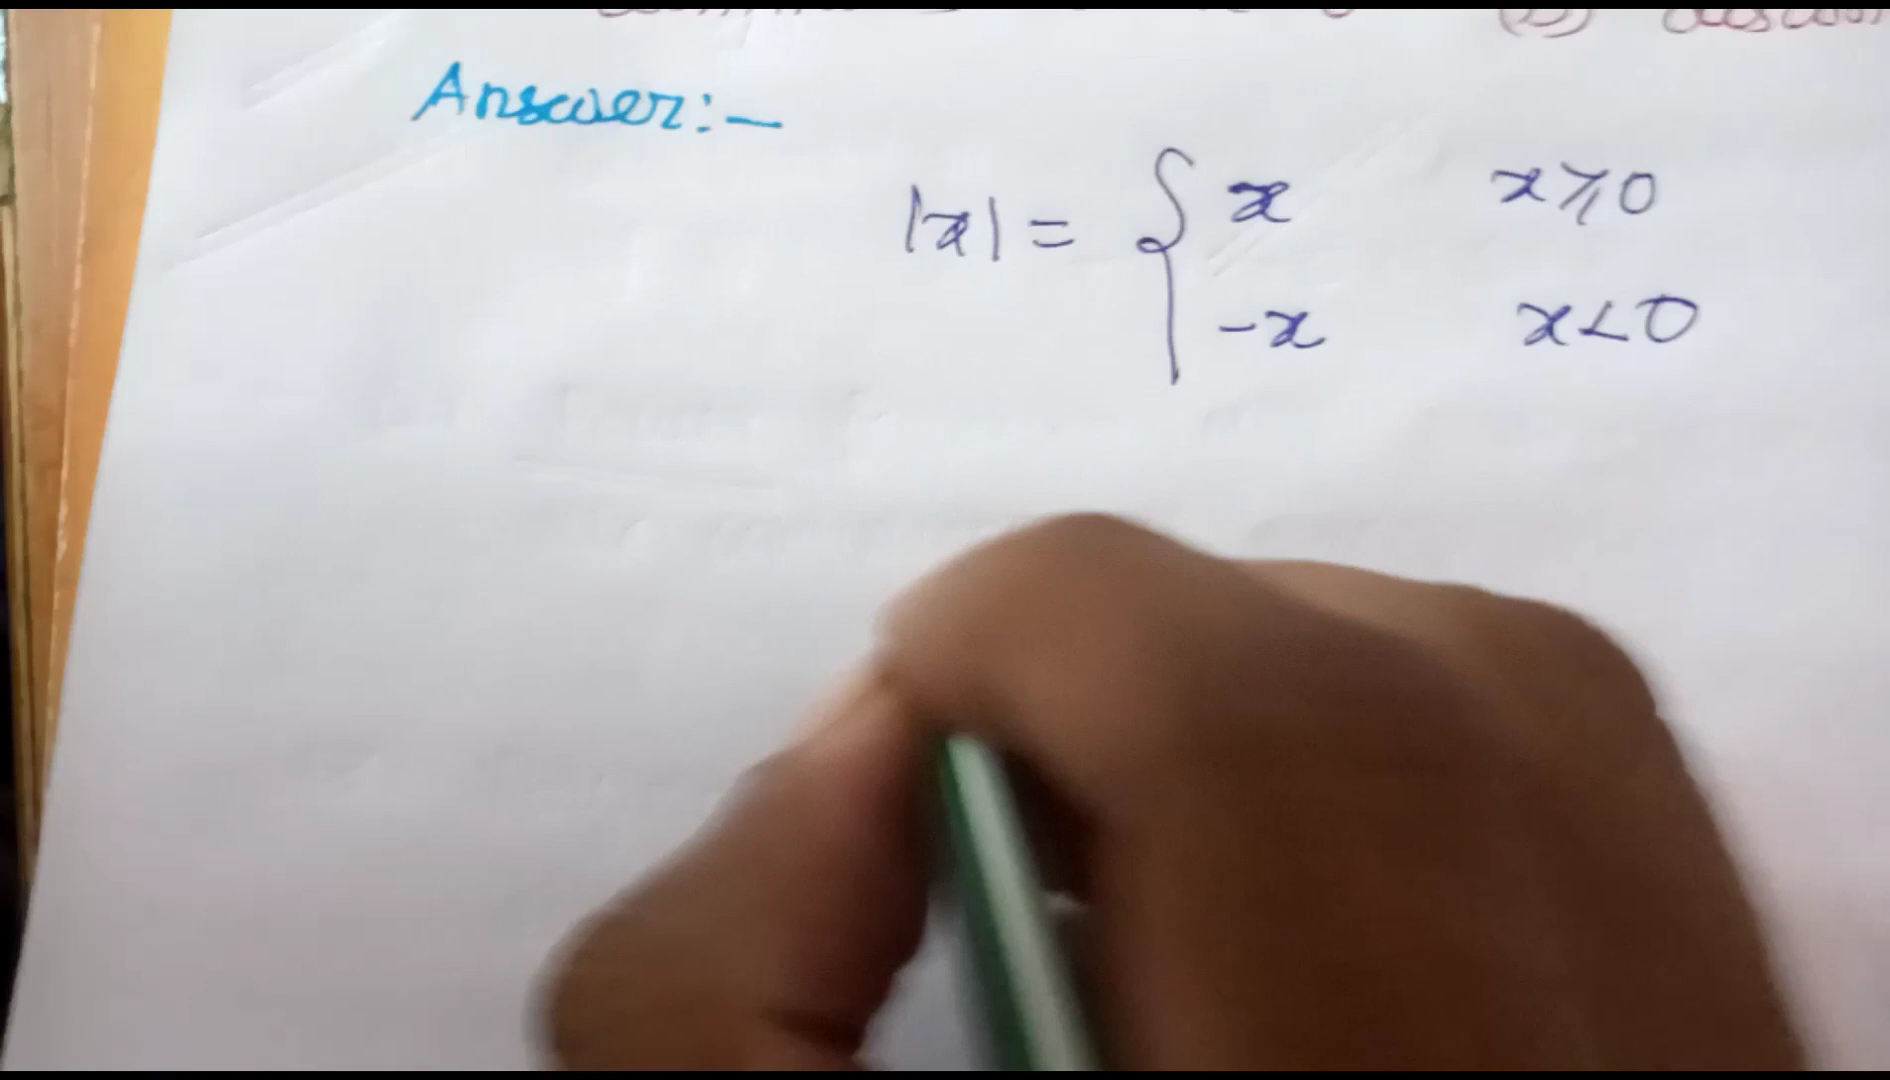 Answer:-
|x| = { x x⩾0
-x x<0